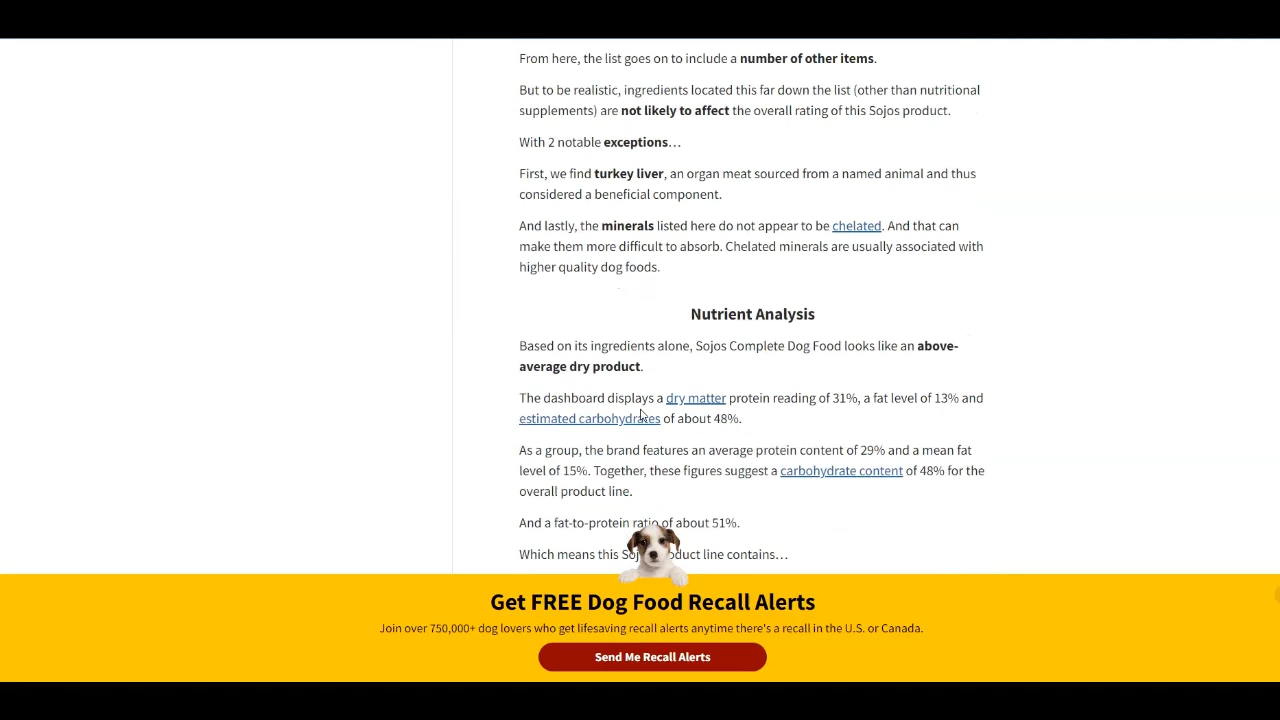 From here, the list goes on to include a number of other items.
But to be realistic, ingredients located this far down the list (other than nutritional
supplements) are not likely to affect the overall rating of this Sojos product.
With 2 notable exceptions…
First, we find turkey liver, an organ meat sourced from a named animal and thus
considered a beneficial component.
And lastly, the minerals listed here do not appear to be chelated. And that can
make them more difficult to absorb. Chelated minerals are usually associated with
higher quality dog foods.
Nutrient Analysis
Based on its ingredients alone, Sojos Complete Dog Food looks like an above-
average dry product.
The dashboard displays a dry matter protein reading of 31%, a fat level of 13% and
estimated carbohydrates of about 48%.
As a group, the brand features an average protein content of 29% and a mean fat
level of 15%. Together, these figures suggest a carbohydrate content of 48% for the
overall product line.
And a fat-to-protein ratio of about 51%.
Which means this Sojos product line contains…
Get FREE Dog Food Recall Alerts
Join over 750,000+ dog lovers who get lifesaving recall alerts anytime there's a recall in the U.S. or Canada.
Send Me Recall Alerts